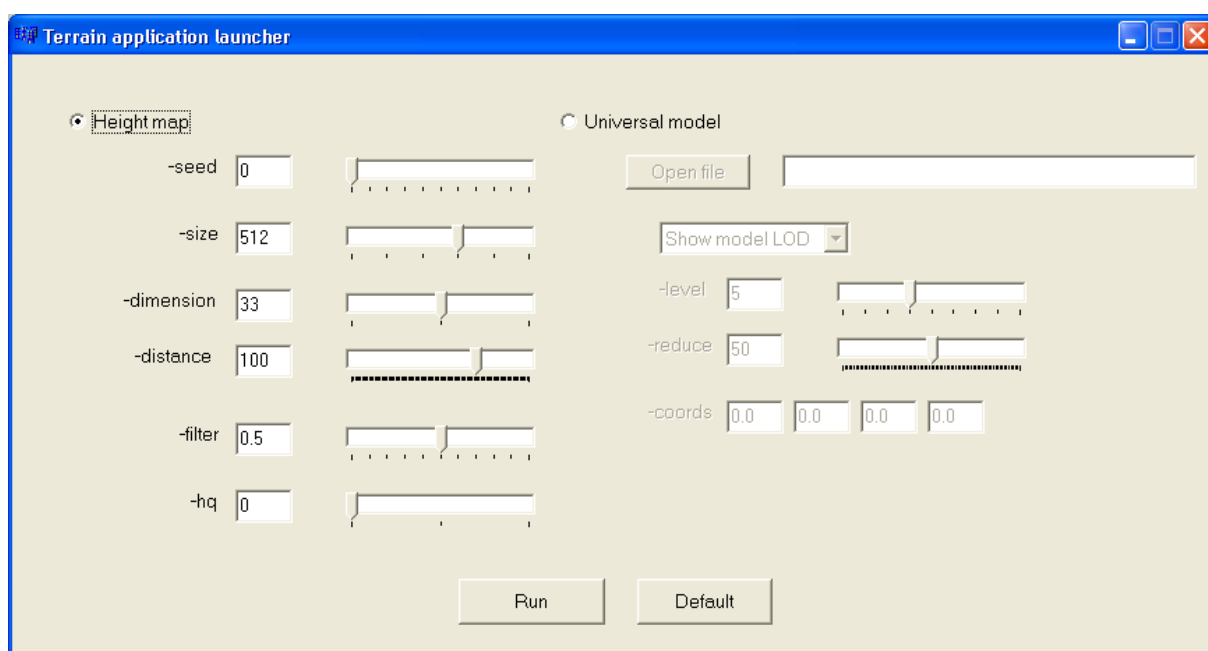 Terrain application launcher
Height map
Universal model
-seed 0
Open file
-size 512
Show model LOD
-dimension 33
-level 5
-distance 100
-reduce 50
-filter 0.5
-coords 0.0 0.0 0.0 0.0
-hq 0
Run
Default